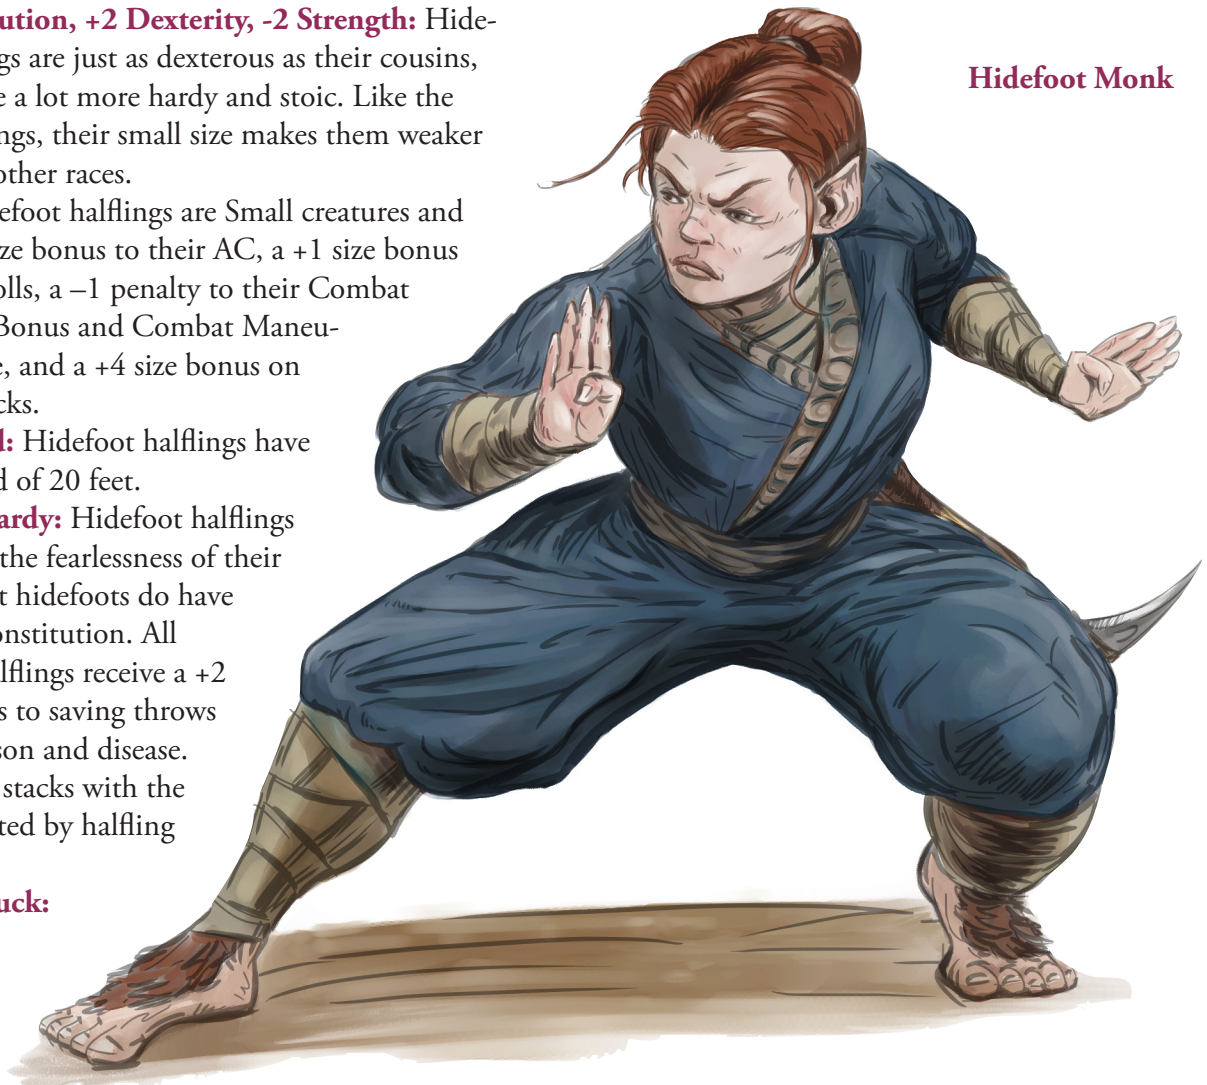 ution, +2 Dexterity, -2 Strength: Hide-
gs are just as dexterous as their cousins,
e a lot more hardy and stoic. Like the
ngs, their small size makes them weaker
other races.
efoot halflings are Small creatures and
ze bonus to their AC, a +1 size bonus
olls, a –1 penalty to their Combat
Bonus and Combat Maneu-
e, and a +4 size bonus on
cks.
d: Hidefoot halflings have
d of 20 feet.
ardy: Hidefoot halflings
the fearlessness of their
t hidefoots do have
onstitution. All
lflings receive a +2
s to saving throws
son and disease.
stacks with the
ted by halfling
uck:
Hidefoot Monk